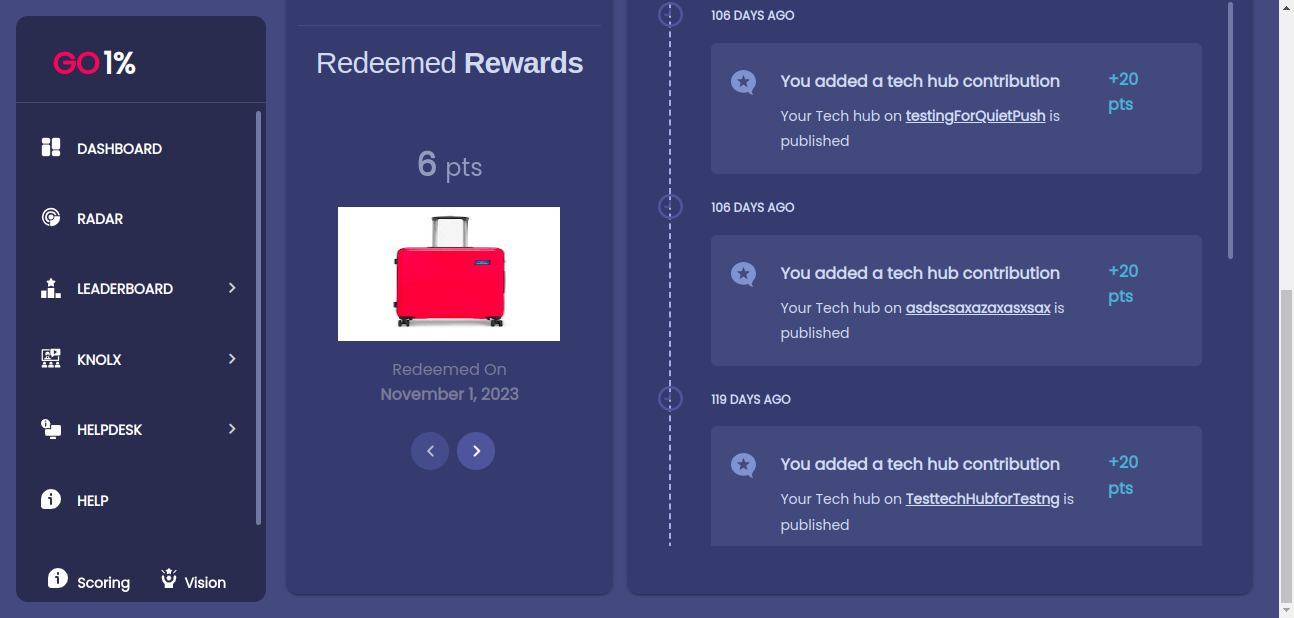 GO1%
DASHBOARD
RADAR
LEADERBOARD
KNOLX
HELPDESK
HELP
Scoring
Vision
Redeemed Rewards
6 pts
Redeemed On
November 1, 2023
106 DAYS AGO
You added a tech hub contribution
+20
pts
Your Tech hub on testingForQuietPush is
published
106 DAYS AGO
You added a tech hub contribution
+20
pts
Your Tech hub on asdscsaxazaxasxsax is
published
119 DAYS AGO
You added a tech hub contribution
+20
pts
Your Tech hub on TesttechHubforTestng is
published